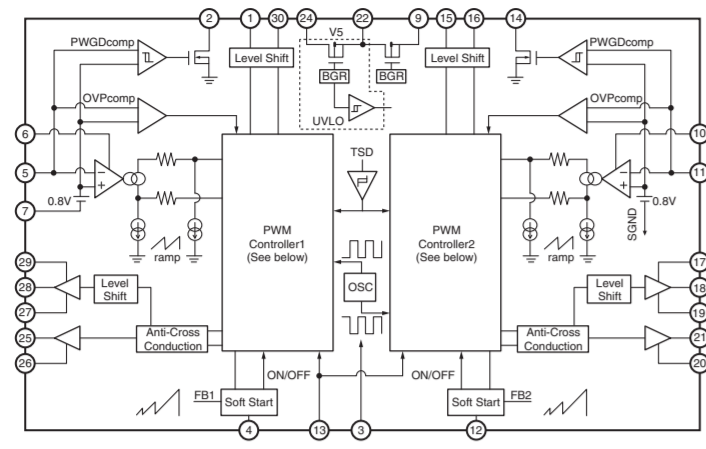 2 1 30 24 22 9 15 16 14
V5
PWGDcomp
Level Shift
BGR
BGR
Level Shift
PWGDcomp
OVPcomp
UVLO
OVPcomp
6
10
5
11
7
− +
− +
0.8V
0.8V
TSD
SGND
PWM
Controller1
(See below)
PWM
Controller2
(See below)
ramp
ramp
OSC
29
28
27
25
26
Level
Shift
Anti-Cross
Conduction
Level
Shift
Anti-Cross
Conduction
17
18
19
21
20
ON/OFF
ON/OFF
FB1
Soft Start
Soft Start
FB2
4 13 3 12